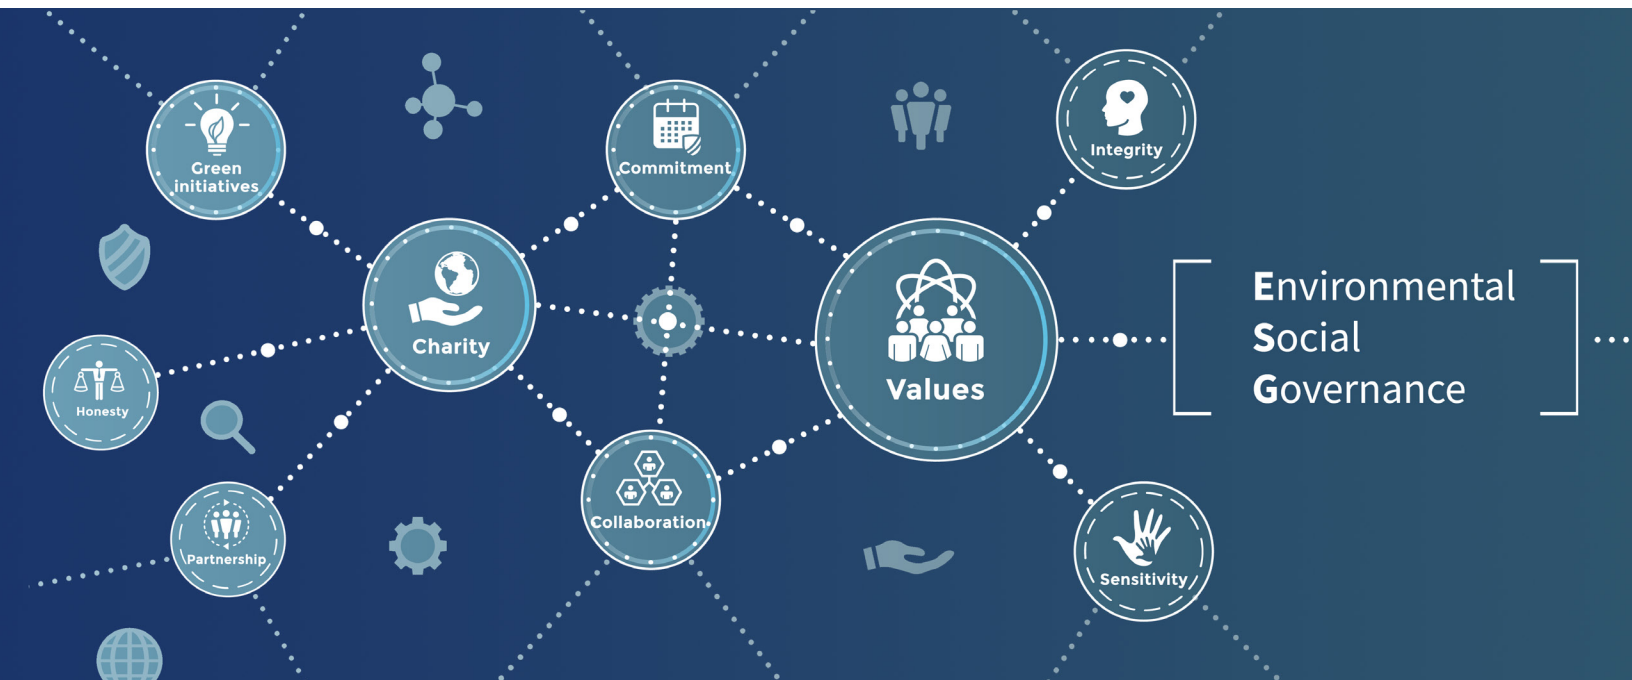 Green
initiatives
Commitment
Integrity
Charity
Values
Environmental
Social
Governance
Honesty
Partnership
Collaboration
Sensitivity